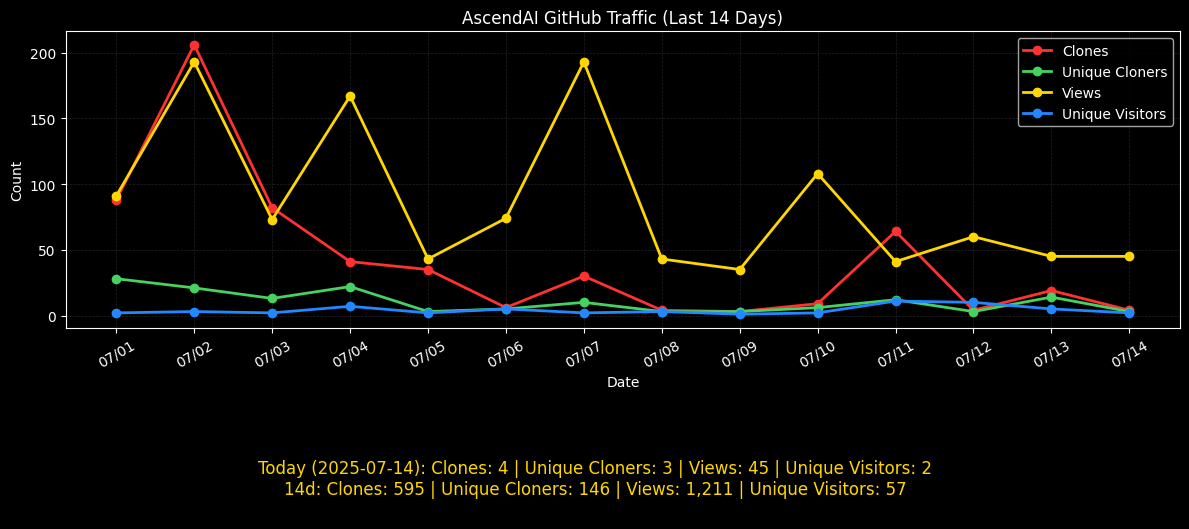 AscendAI GitHub Traffic (Last 14 Days)
Clones
Unique Cloners
Views
Unique Visitors
Count
200
150
100
50
0
07/01 07/02 07/03 07/04 07/05 07/06 07/07 07/08 07/09 07/10 07/11 07/12 07/13 07/14
Date
Today (2025-07-14): Clones: 4 | Unique Cloners: 3 | Views: 45 | Unique Visitors: 2
14d: Clones: 595 | Unique Cloners: 146 | Views: 1,211 | Unique Visitors: 57